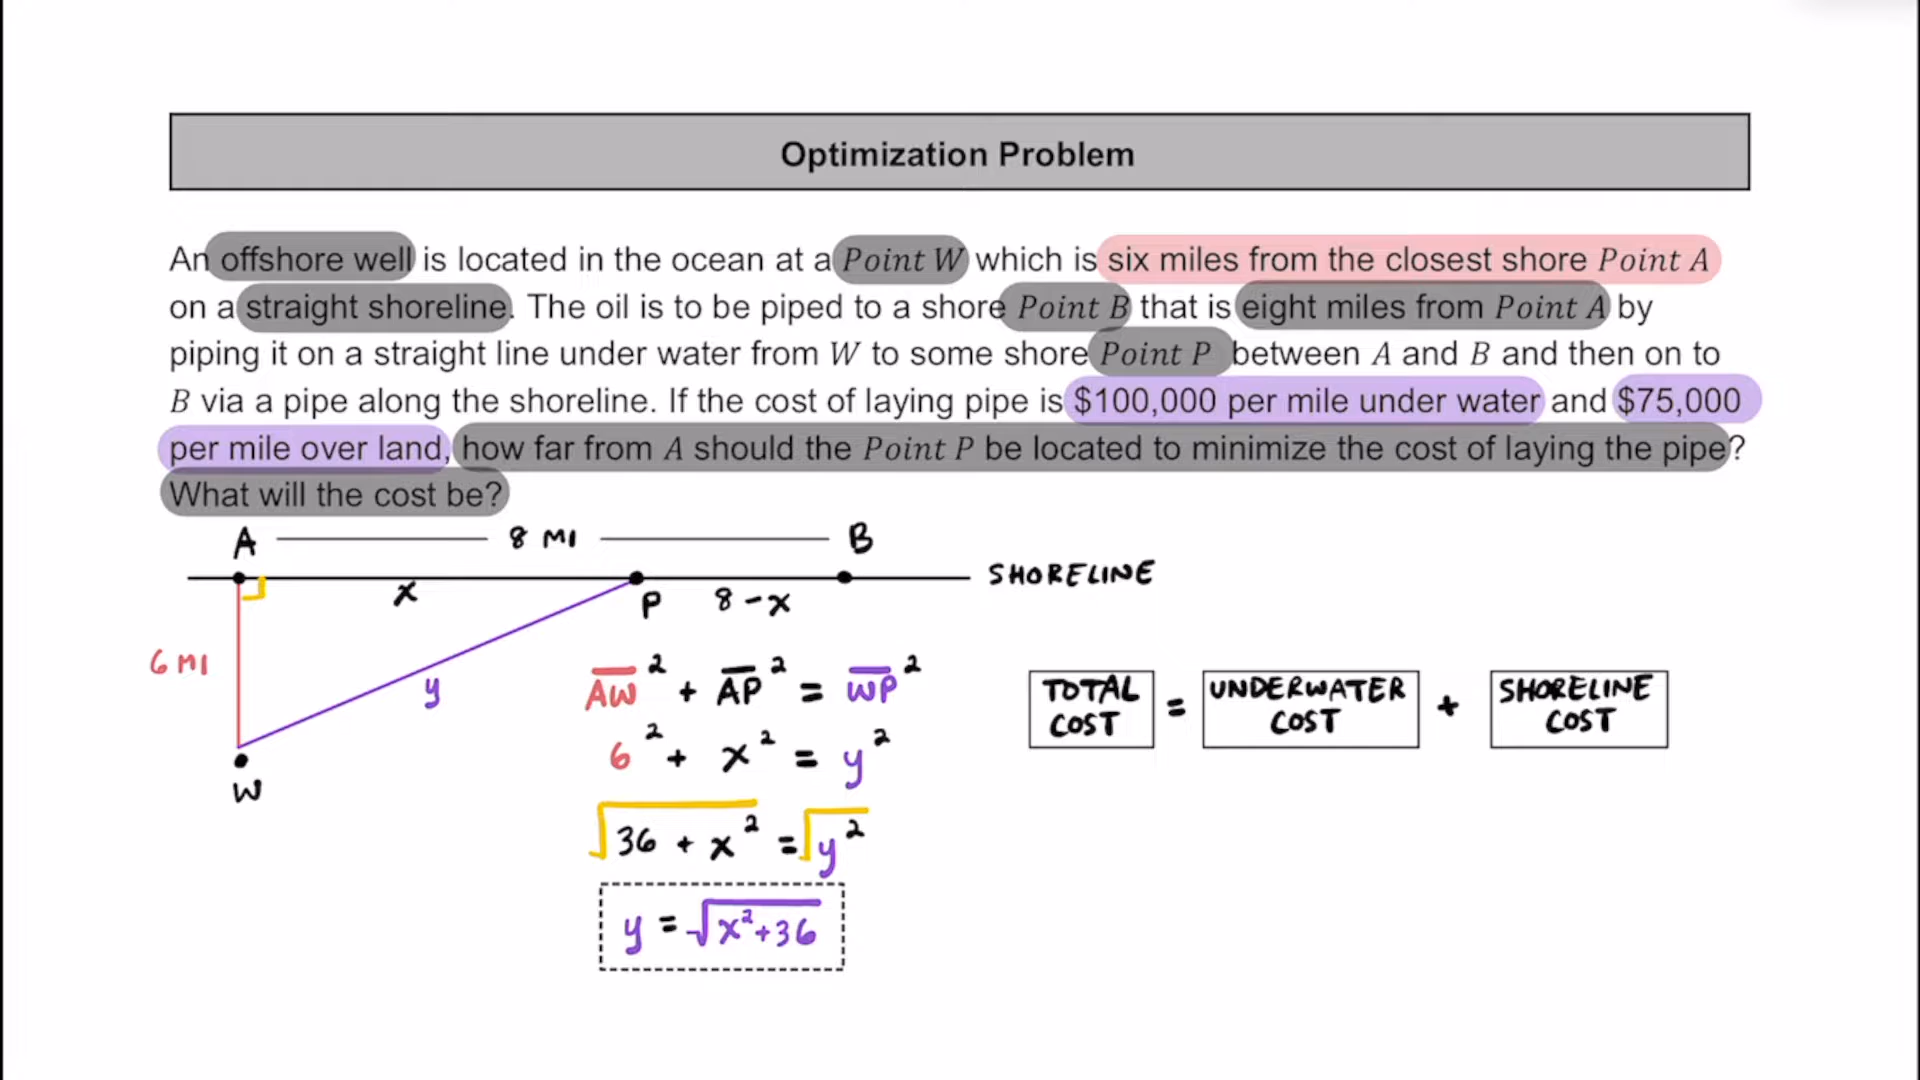 Optimization Problem
An offshore well is located in the ocean at a Point W which is six miles from the closest shore Point A
on a straight shoreline. The oil is to be piped to a shore Point B that is eight miles from Point A by
piping it on a straight line under water from W to some shore Point P between A and B and then on to
B via a pipe along the shoreline. If the cost of laying pipe is $100,000 per mile under water and $75,000
per mile over land, how far from A should the Point P be located to minimize the cost of laying the pipe?
What will the cost be?
A 8 MI B
SHORELINE
x P 8-x
6 MI
y
W
AW² + AP² = WP²
6² + x² = y²
√36 + x² = √y²
y = √x²+36
TOTAL COST = UNDERWATER COST + SHORELINE COST